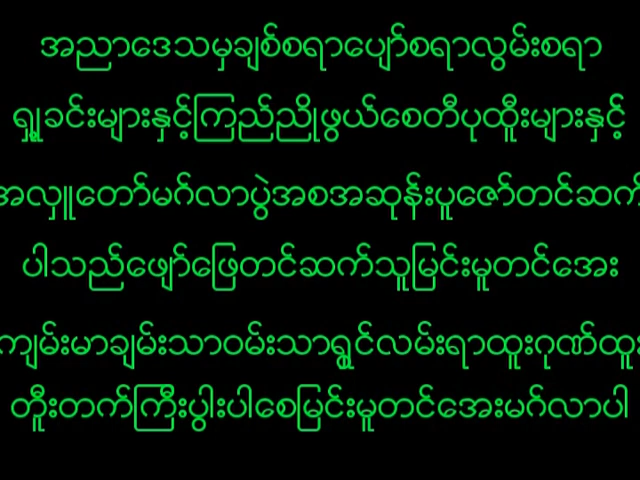 အညာဒေသမှချစ်စရာပျော်စရာလွမ်းစရာ
ရှုခင်းများနှင့်ကြည်ညိုဖွယ်စေတီပုထိူးများနှင့်
အလှူတော်မင်္ဂလာပွဲအစအဆုန်းပူဇော်တင်ဆက်
ပါသည်ဖျော်ဖြေတင်ဆက်သူမြင်းမူတင်အေး
ကျမ်းမာချမ်းသာဝမ်းသာရွှင်လမ်းရာထူးဂုဏ်ထူး
တိူးတက်ကြီးပွါးပါစေမြင်းမူတင်အေးမင်္ဂလာပါ